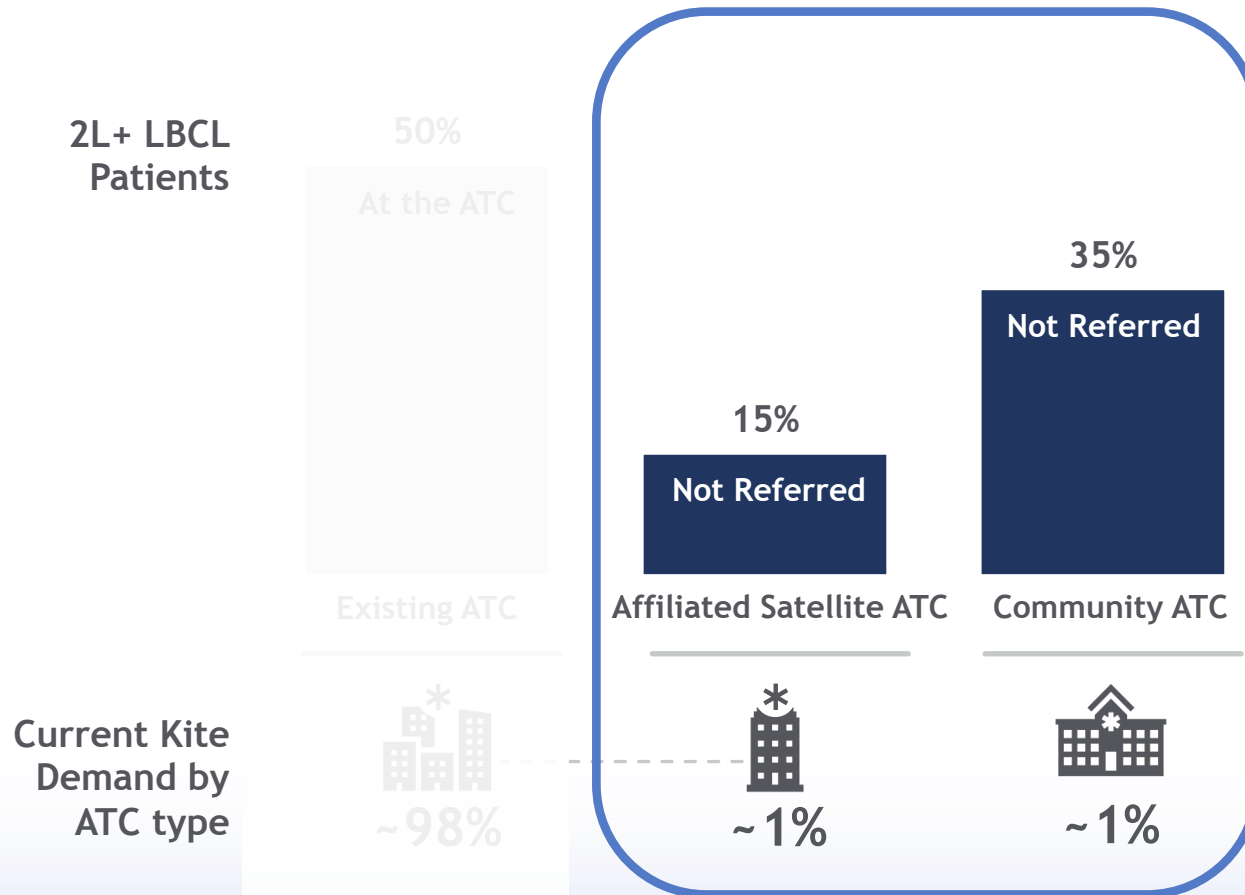 2L+ LBCL
Patients
50%
At the ATC
Existing ATC
15%
Not Referred
Affiliated Satellite ATC
35%
Not Referred
Community ATC
Current Kite
Demand by
ATC type
~98%
~1%
~1%